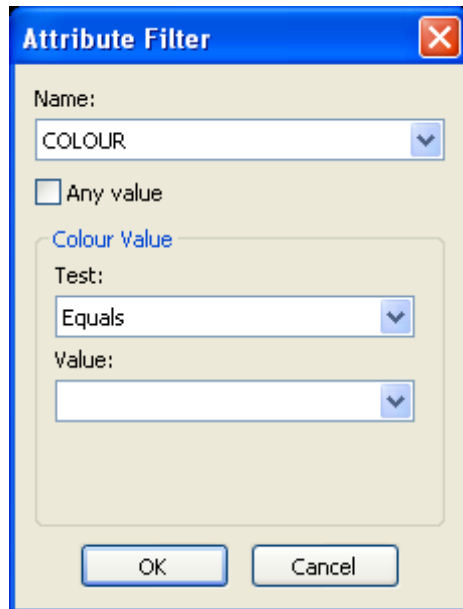 Attribute Filter
Name:
COLOUR
Any value
Colour Value
Test:
Equals
Value:
OK Cancel